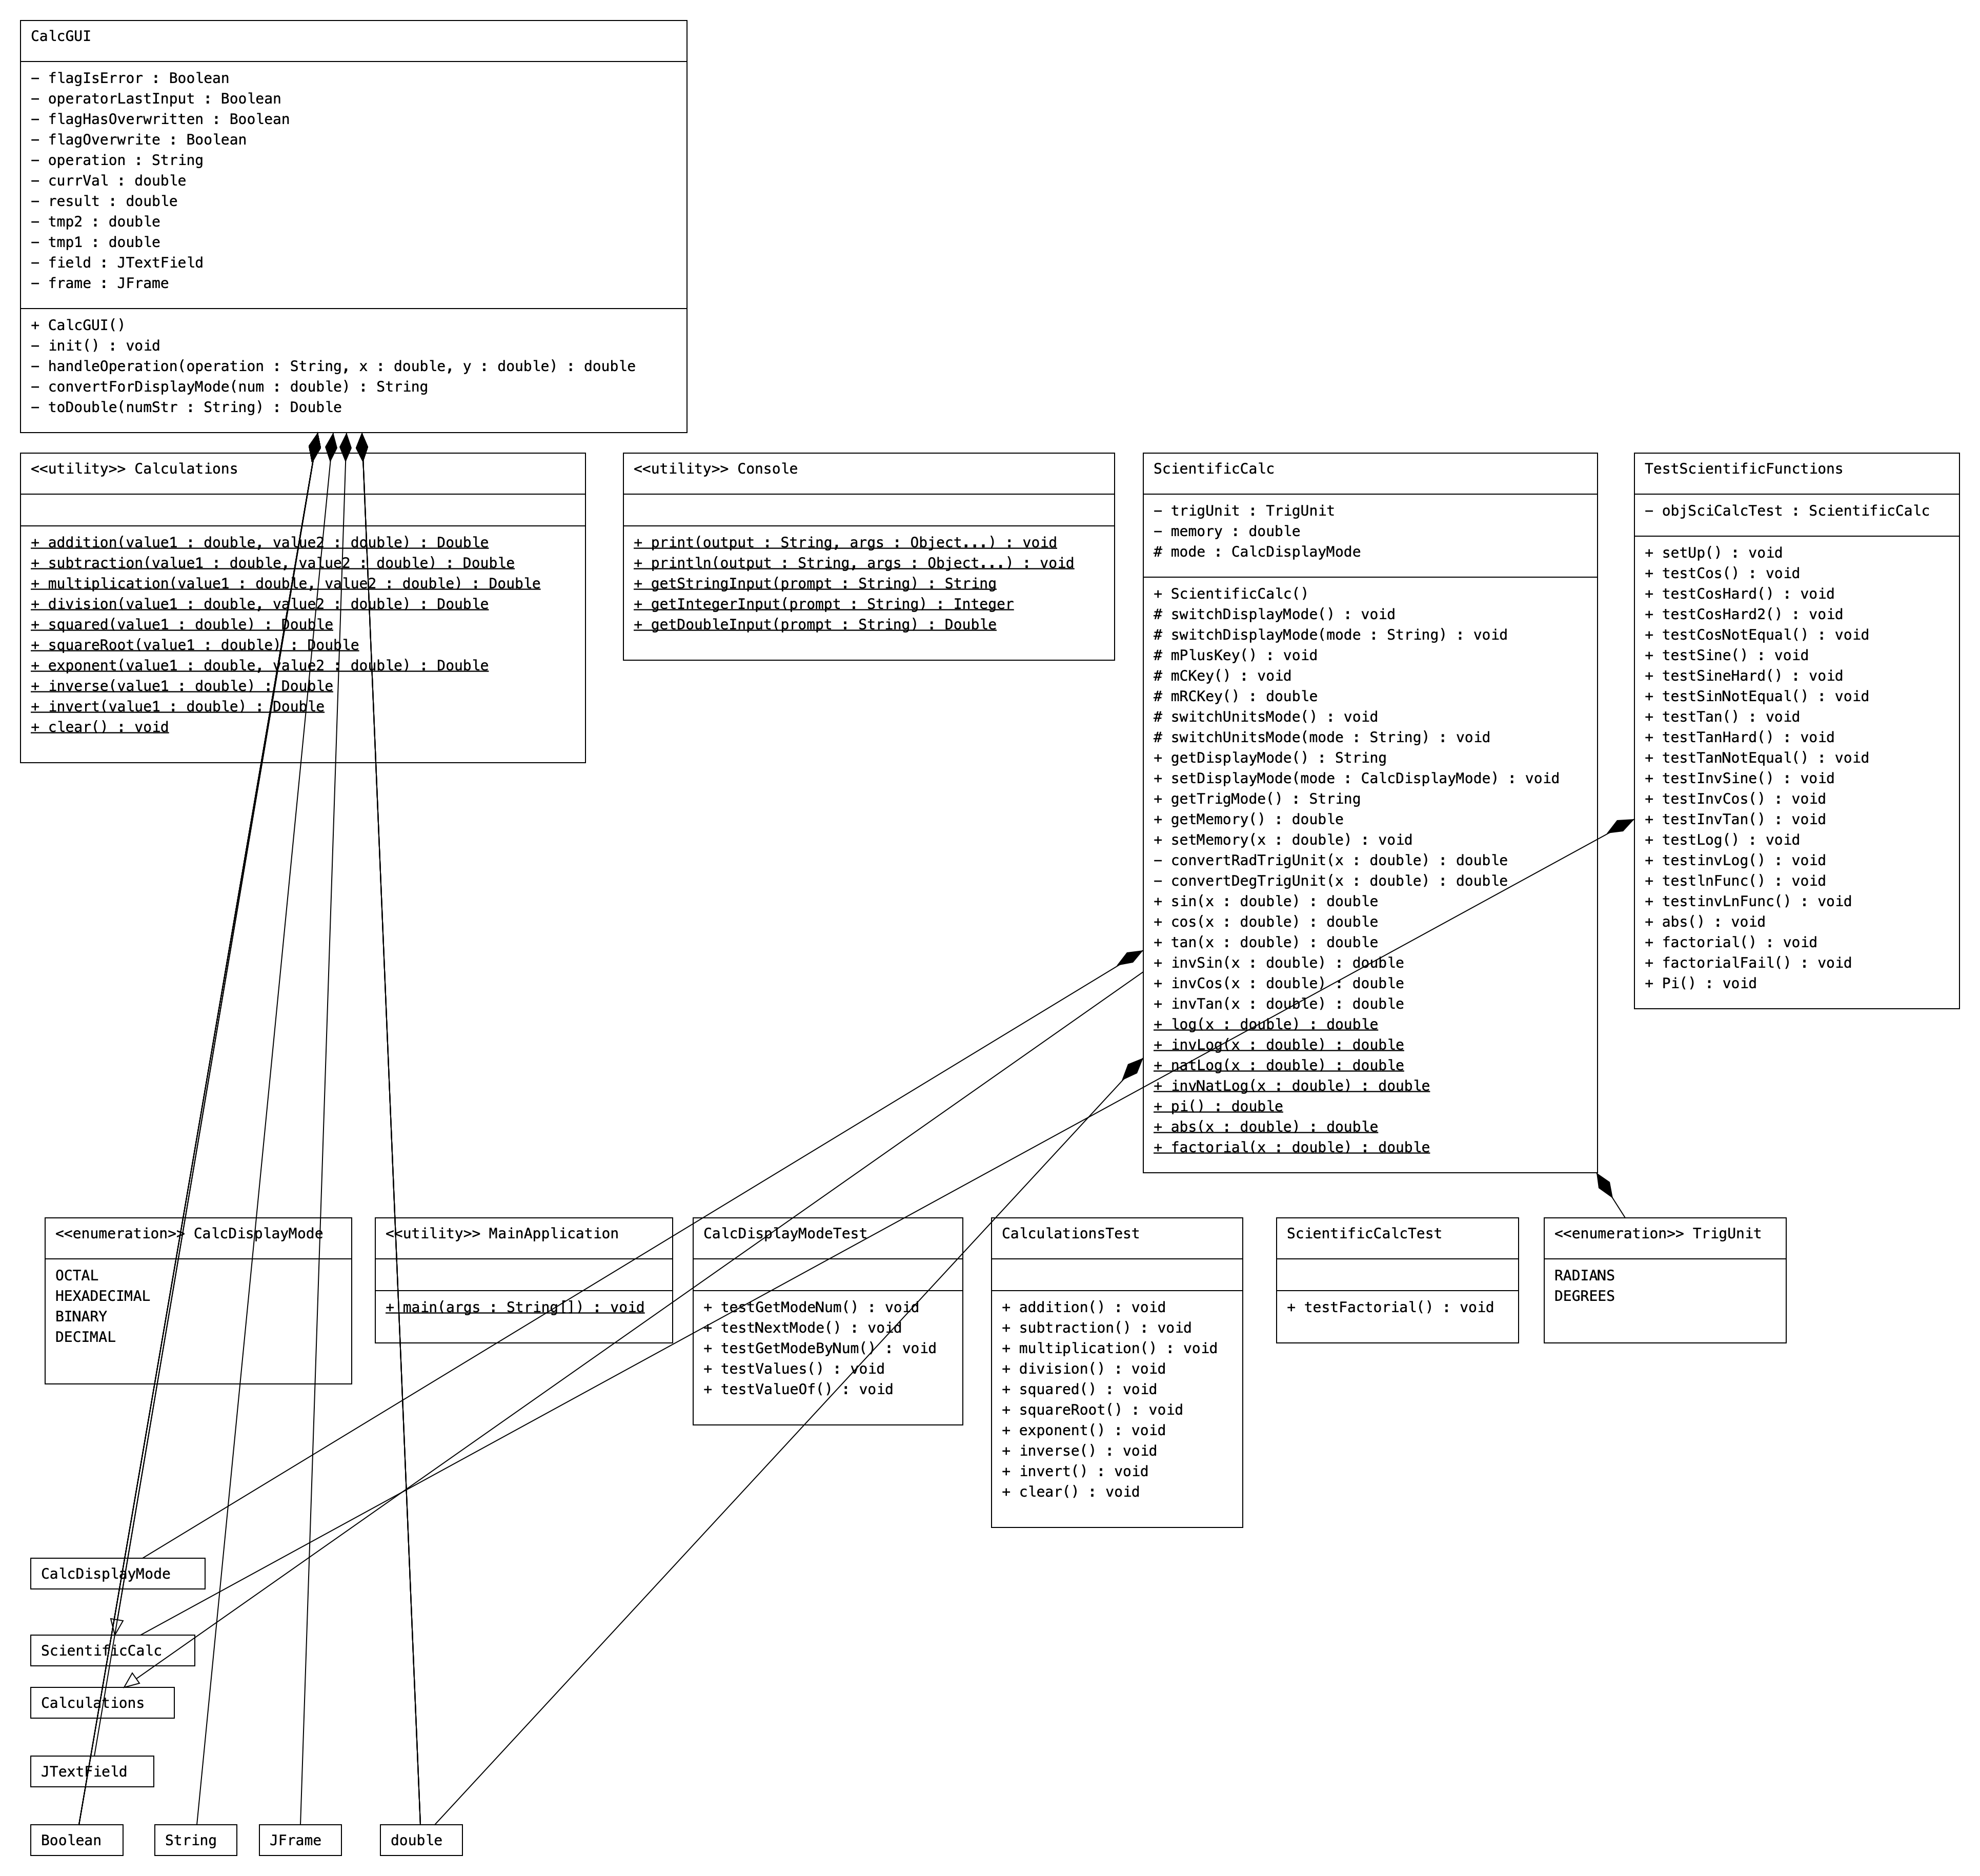 CalcGUI
− flagIsError : Boolean
− operatorLastInput : Boolean
− flagHasOverwritten : Boolean
− flagOverwrite : Boolean
− operation : String
− currVal : double
− result : double
− tmp2 : double
− tmp1 : double
− field : JTextField
− frame : JFrame
+ CalcGUI()
− init() : void
− handleOperation(operation : String, x : double, y : double) : double
− convertForDisplayMode(num : double) : String
− toDouble(numStr : String) : Double
<<utility>> Calculations
+ addition(value1 : double, value2 : double) : Double
+ subtraction(value1 : double, value2 : double) : Double
+ multiplication(value1 : double, value2 : double) : Double
+ division(value1 : double, value2 : double) : Double
+ squared(value1 : double) : Double
+ squareRoot(value1 : double) : Double
+ exponent(value1 : double, value2 : double) : Double
+ inverse(value1 : double) : Double
+ invert(value1 : double) : Double
+ clear() : void
<<utility>> Console
+ print(output : String, args : Object...) : void
+ println(output : String, args : Object...) : void
+ getStringInput(prompt : String) : String
+ getIntegerInput(prompt : String) : Integer
+ getDoubleInput(prompt : String) : Double
ScientificCalc
− trigUnit : TrigUnit
− memory : double
# mode : CalcDisplayMode
+ ScientificCalc()
# switchDisplayMode() : void
# switchDisplayMode(mode : String) : void
# mPlusKey() : void
# mCKey() : void
# mRCKey() : double
# switchUnitsMode() : void
# switchUnitsMode(mode : String) : void
+ getDisplayMode() : String
+ setDisplayMode(mode : CalcDisplayMode) : void
+ getTrigMode() : String
+ getMemory() : double
+ setMemory(x : double) : void
− convertRadTrigUnit(x : double) : double
− convertDegTrigUnit(x : double) : double
+ sin(x : double) : double
+ cos(x : double) : double
+ tan(x : double) : double
+ invSin(x : double) : double
+ invCos(x : double) : double
+ invTan(x : double) : double
+ log(x : double) : double
+ invLog(x : double) : double
+ natLog(x : double) : double
+ invNatLog(x : double) : double
+ pi() : double
+ abs(x : double) : double
+ factorial(x : double) : double
TestScientificFunctions
− objSciCalcTest : ScientificCalc
+ setUp() : void
+ testCos() : void
+ testCosHard() : void
+ testCosHard2() : void
+ testCosNotEqual() : void
+ testSine() : void
+ testSineHard() : void
+ testSinNotEqual() : void
+ testTan() : void
+ testTanHard() : void
+ testTanNotEqual() : void
+ testInvSine() : void
+ testInvCos() : void
+ testInvTan() : void
+ testLog() : void
+ testinvLog() : void
+ testlnFunc() : void
+ testinvLnFunc() : void
+ abs() : void
+ factorial() : void
+ factorialFail() : void
+ Pi() : void
<<enumeration>> CalcDisplayMode
OCTAL
HEXADECIMAL
BINARY
DECIMAL
<<utility>> MainApplication
+ main(args : String[]) : void
CalcDisplayModeTest
+ testGetModeNum() : void
+ testNextMode() : void
+ testGetModeByNum() : void
+ testValues() : void
+ testValueOf() : void
CalculationsTest
+ addition() : void
+ subtraction() : void
+ multiplication() : void
+ division() : void
+ squared() : void
+ squareRoot() : void
+ exponent() : void
+ inverse() : void
+ invert() : void
+ clear() : void
ScientificCalcTest
+ testFactorial() : void
<<enumeration>> TrigUnit
RADIANS
DEGREES
CalcDisplayMode
ScientificCalc
Calculations
JTextField
Boolean
String
JFrame
double